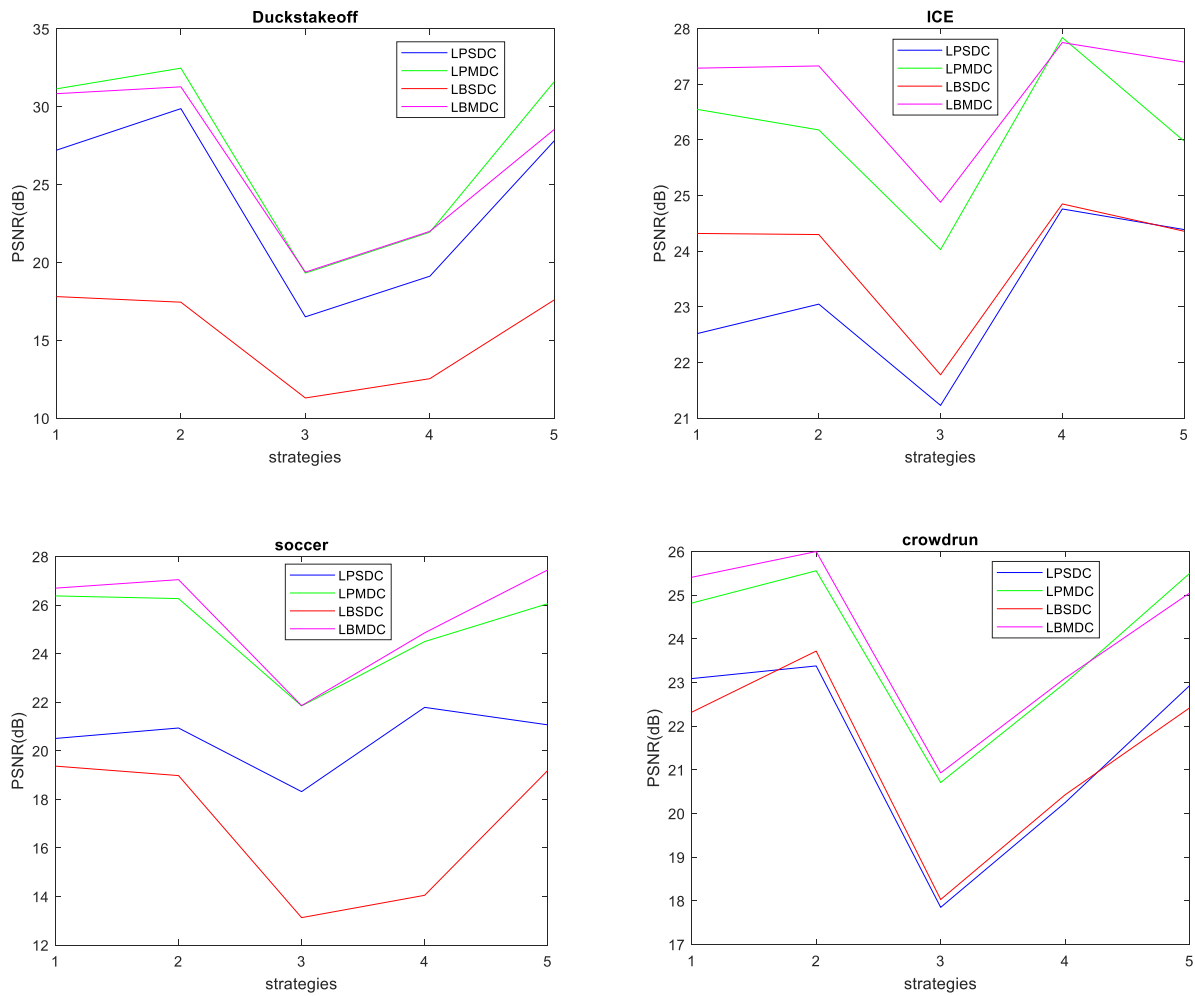 Duckstakeoff
35
30
25
20
15
10
PSNR(dB)
LPSDC
LPMDC
LBSDC
LBMDC
1 2 3 4 5
strategies
ICE
28
27
26
25
24
23
22
21
PSNR(dB)
LPSDC
LPMDC
LBSDC
LBMDC
1 2 3 4 5
strategies
soccer
28
26
24
22
20
18
16
14
12
PSNR(dB)
LPSDC
LPMDC
LBSDC
LBMDC
1 2 3 4 5
strategies
crowdrun
26
25
24
23
22
21
20
19
18
17
PSNR(dB)
LPSDC
LPMDC
LBSDC
LBMDC
1 2 3 4 5
strategies